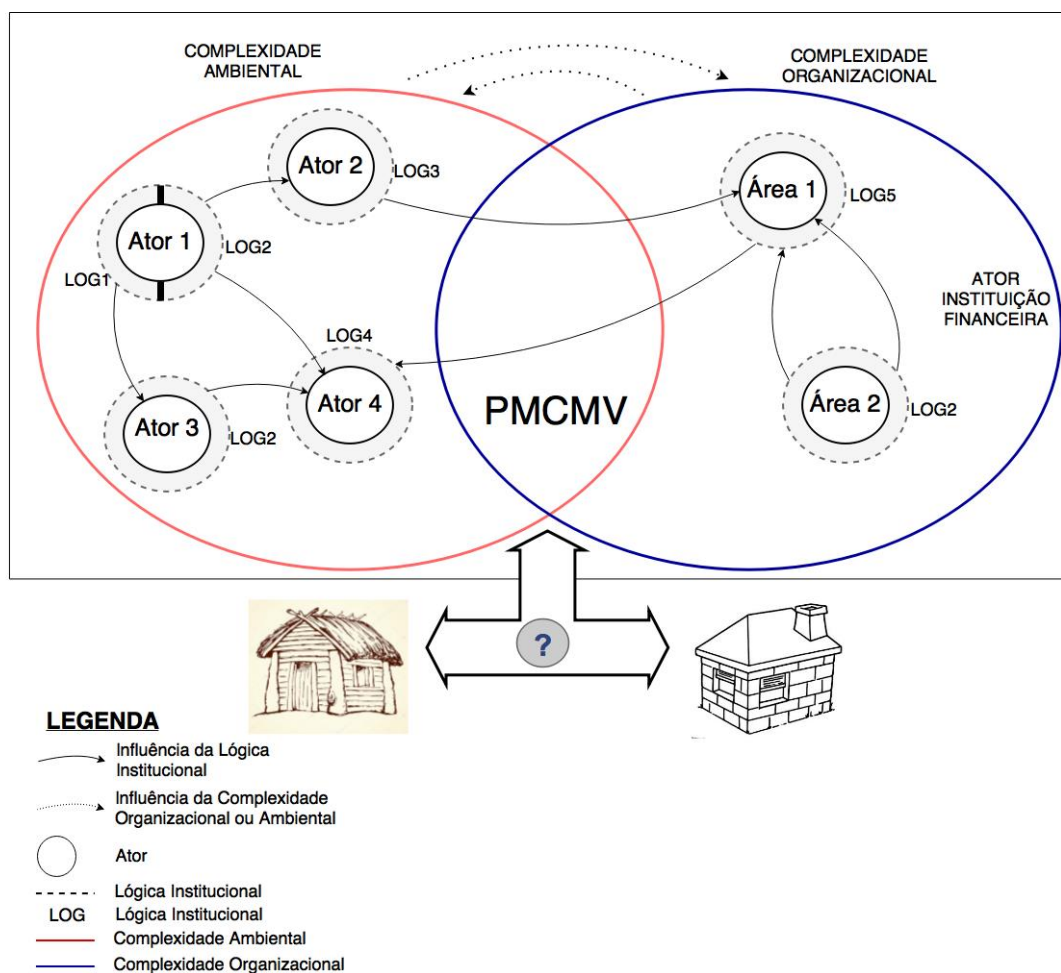 COMPLEXIDADE
AMBIENTAL
COMPLEXIDADE
ORGANIZACIONAL
Ator 2
LOG3
Área 1
LOG5
Ator 1
LOG2
LOG1
ATOR
INSTITUIÇÃO
FINANCEIRA
LOG4
Ator 3
LOG2
Ator 4
PMCMV
Área 2
LOG2
?
LEGENDA
Influência da Lógica
Institucional
Influência da Complexidade
Organizacional ou Ambiental
Ator
Lógica Institucional
LOG
Lógica Institucional
Complexidade Ambiental
Complexidade Organizacional